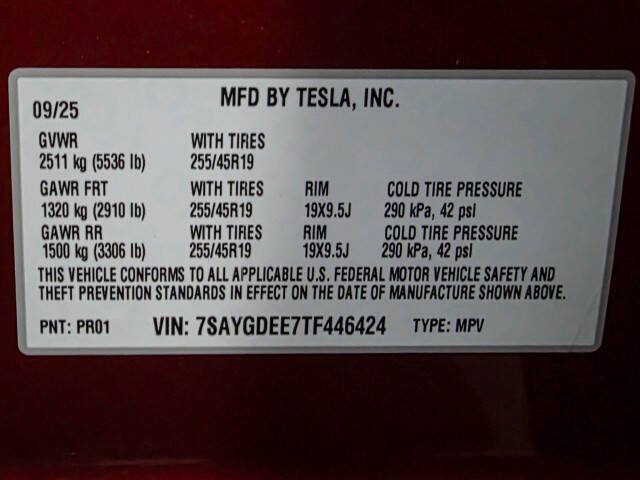 MFD BY TESLA, INC.
09/25
GVWR WITH TIRES
2511 kg (5536 lb) 255/45R19
GAWR FRT WITH TIRES RIM COLD TIRE PRESSURE
1320 kg (2910 lb) 255/45R19 19X9.5J 290 kPa, 42 psi
GAWR RR WITH TIRES RIM COLD TIRE PRESSURE
1500 kg (3306 lb) 255/45R19 19X9.5J 290 kPa, 42 psi
THIS VEHICLE CONFORMS TO ALL APPLICABLE U.S. FEDERAL MOTOR VEHICLE SAFETY AND
THEFT PREVENTION STANDARDS IN EFFECT ON THE DATE OF MANUFACTURE SHOWN ABOVE.
PNT: PR01 VIN: 7SAYGDEE7TF446424 TYPE: MPV